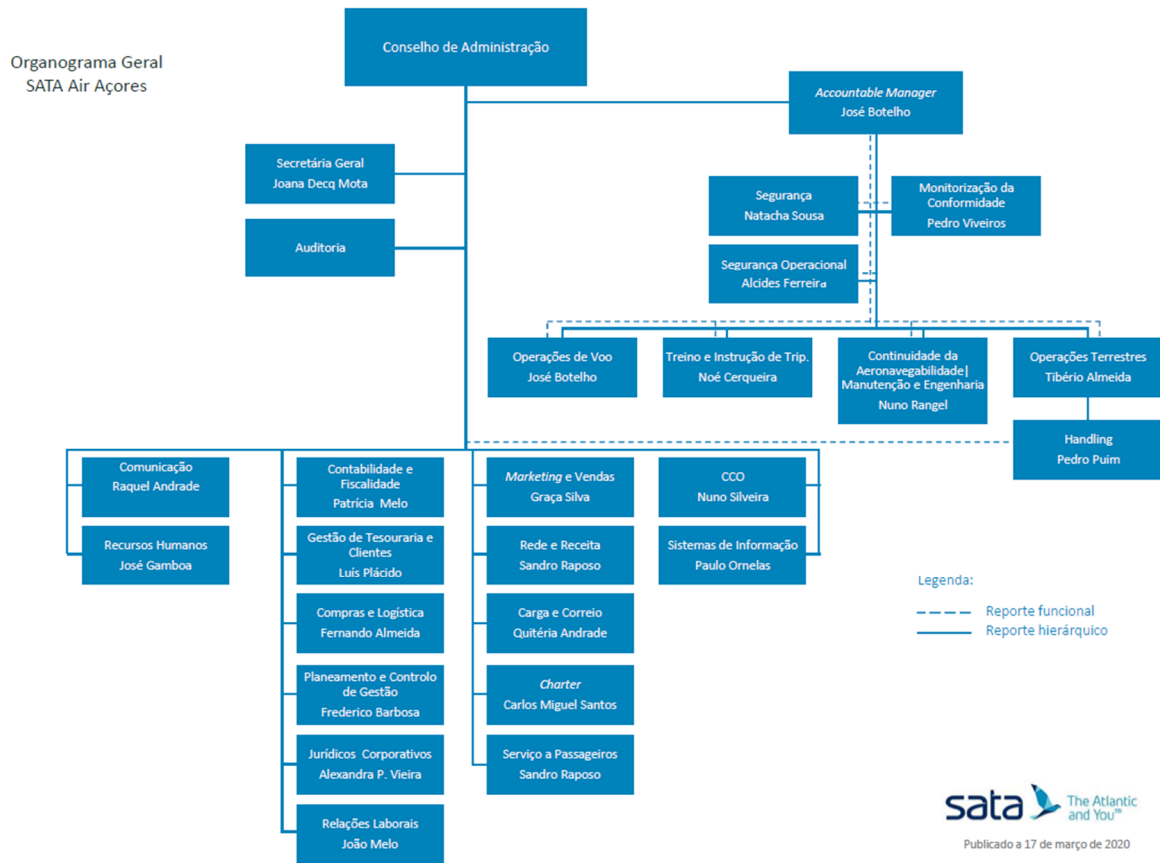 Organograma Geral
SATA Air Açores
Conselho de Administração
Accountable Manager
José Botelho
Secretária Geral
Joana Decq Mota
Auditoria
Segurança
Natacha Sousa
Monitorização da
Conformidade
Pedro Viveiros
Segurança Operacional
Alcides Ferreira
Operações de Voo
José Botelho
Treino e Instrução de Trip.
Noé Cerqueira
Continuidade da
Aeronavegabilidade|
Manutenção e Engenharia
Nuno Rangel
Operações Terrestres
Tibério Almeida
Handling
Pedro Puim
Comunicação
Raquel Andrade
Recursos Humanos
José Gamboa
Contabilidade e
Fiscalidade
Patrícia Melo
Gestão de Tesouraria e
Clientes
Luís Plácido
Compras e Logística
Fernando Almeida
Planeamento e Controlo
de Gestão
Frederico Barbosa
Jurídicos Corporativos
Alexandra P. Vieira
Relações Laborais
João Melo
Marketing e Vendas
Graça Silva
Rede e Receita
Sandro Raposo
Carga e Correio
Quitéria Andrade
Charter
Carlos Miguel Santos
Serviço a Passageiros
Sandro Raposo
CCO
Nuno Silveira
Sistemas de Informação
Paulo Ornelas
Legenda:
Reporte funcional
Reporte hierárquico
sata
The Atlantic
and You™
Publicado a 17 de março de 2020